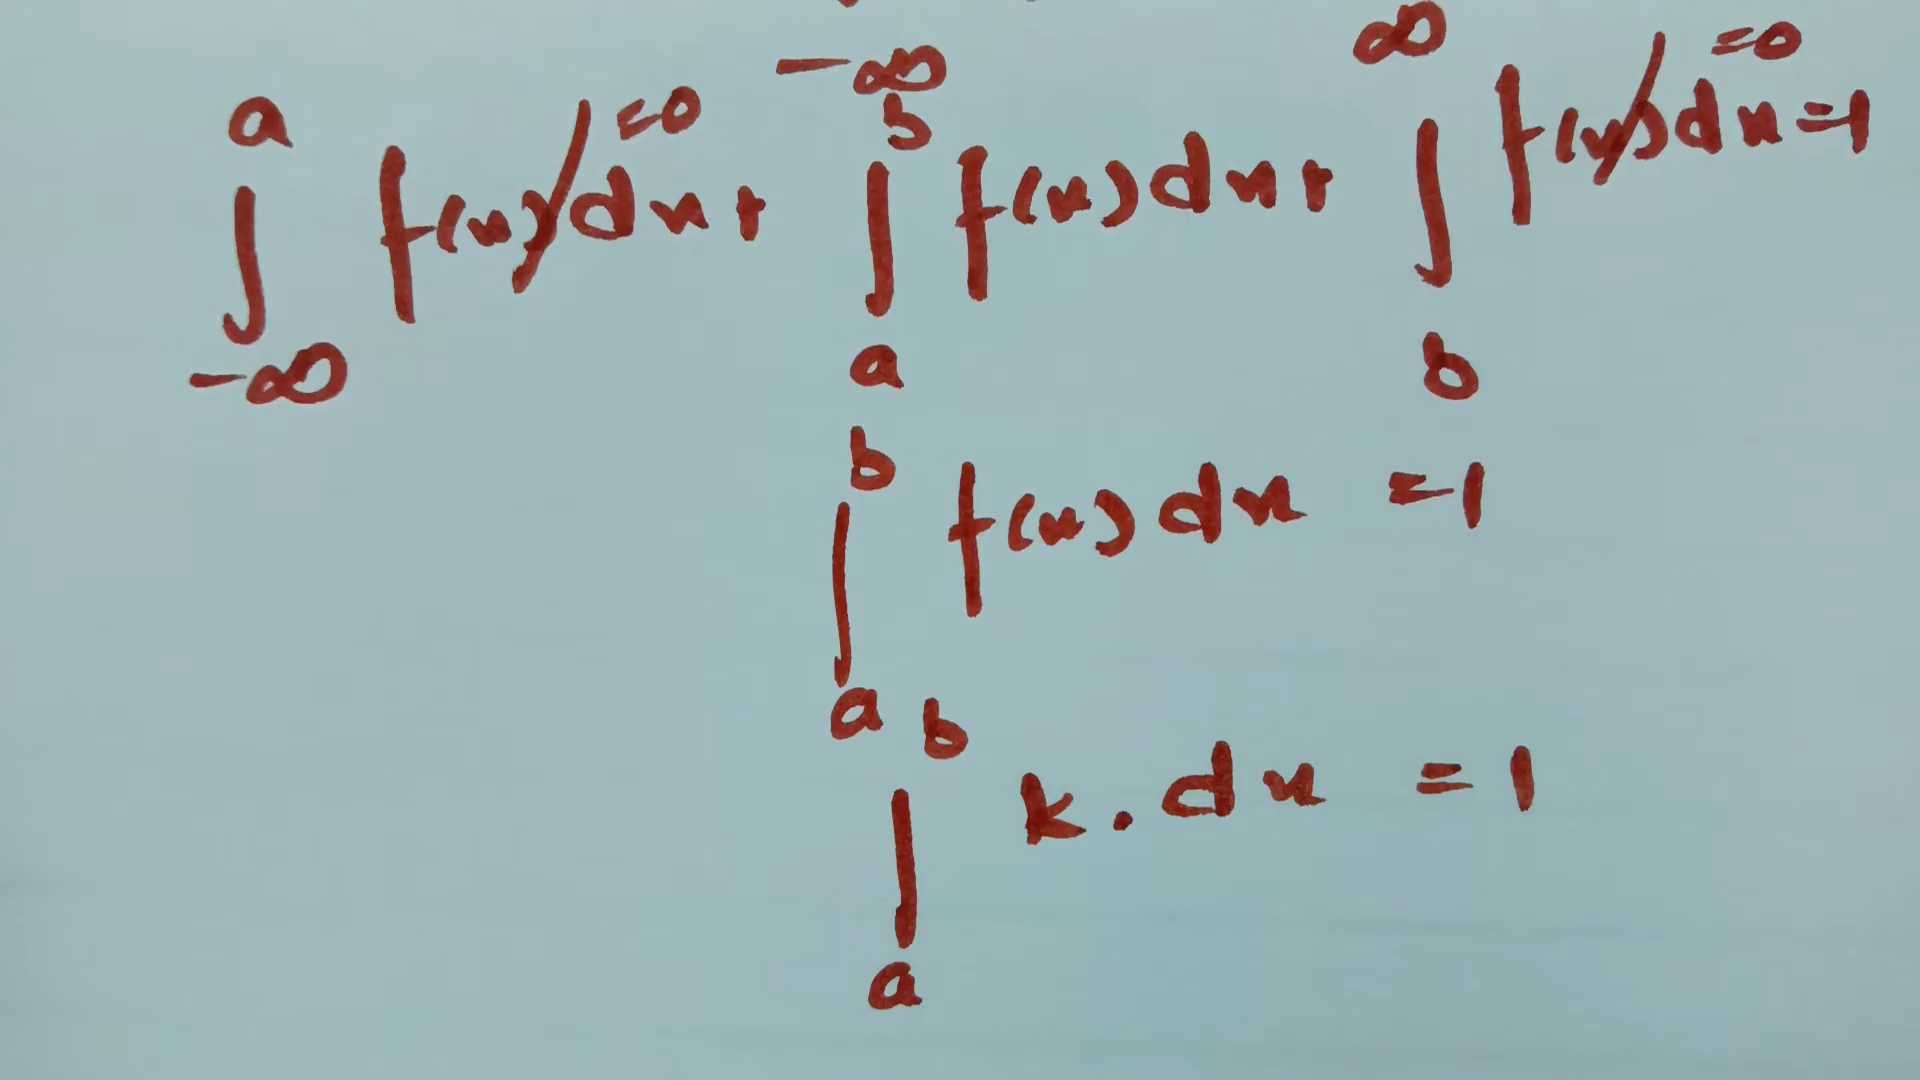 -∞
∫_{-∞}^{a} f(x)dx + ∫_{a}^{b} f(x)dx + ∫_{b}^{∞} f(x)dx = 1
=0 =0
∫_{a}^{b} f(x)dx = 1
∫_{a}^{b} k.dx = 1